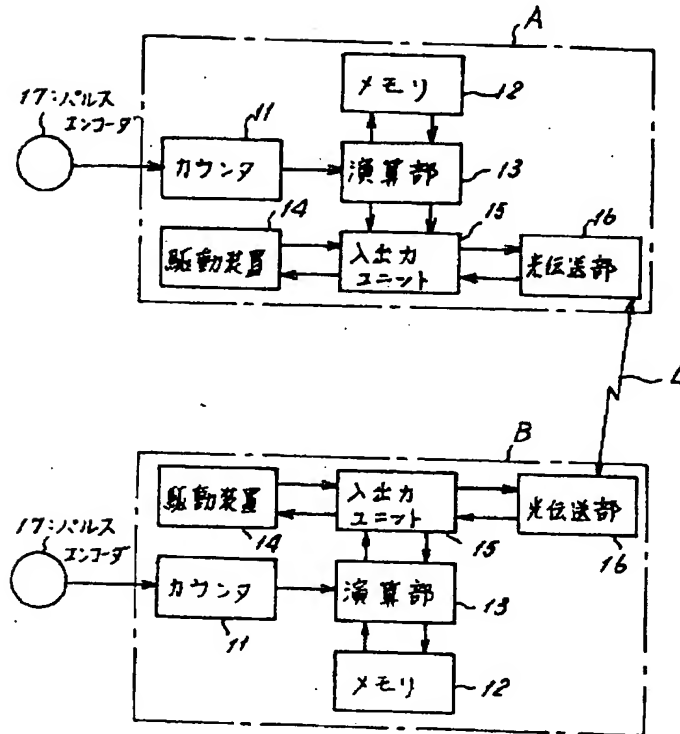 A
メモリ
12
17:パルス
エンコーダ
11
カウンタ
演算部
13
14
15
16
駆動装置
入出力
ユニット
光伝送部
L
B
駆動装置
入出力
ユニット
光伝送部
14
15
16
17:パルス
エンコーダ
カウンタ
演算部
13
11
メモリ
12